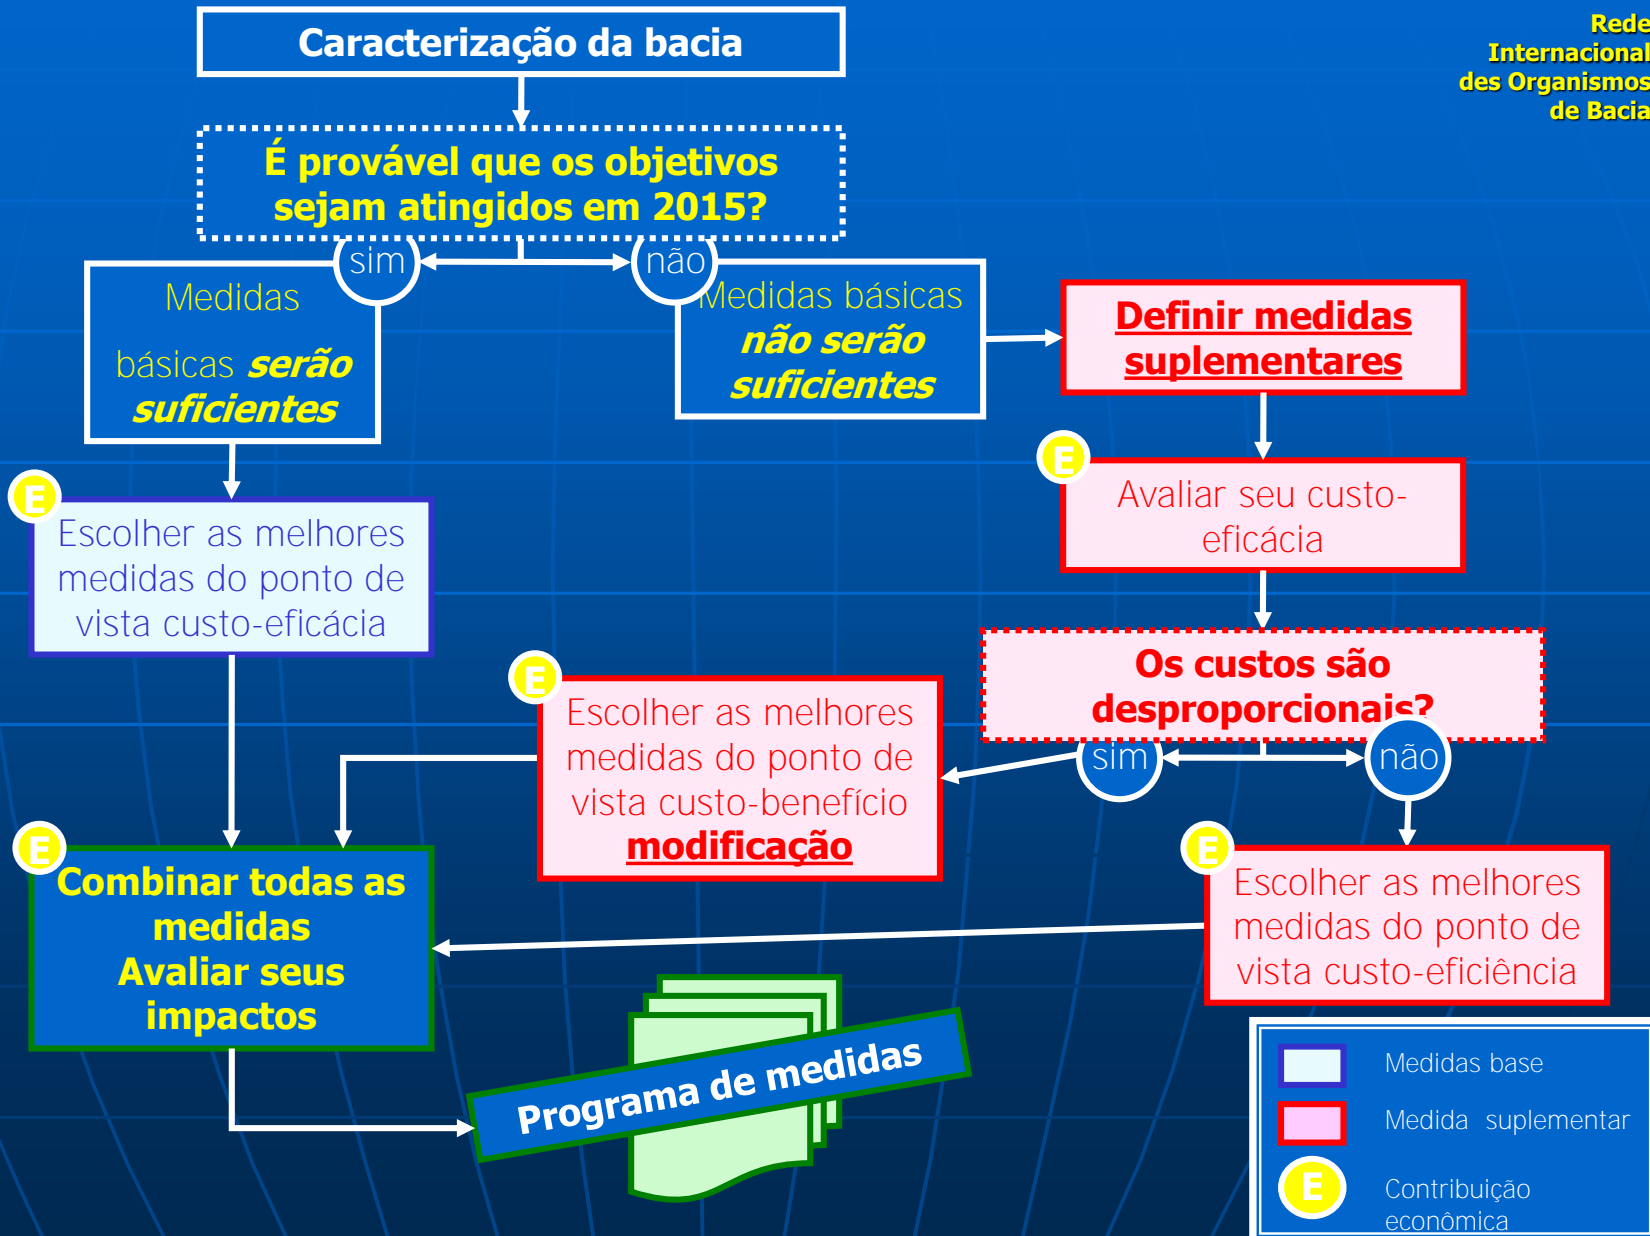 Caracterização da bacia
Rede
Internacional
des Organismos
de Bacia
É provável que os objetivos
sejam atingidos em 2015?
sim
não
Medidas
básicas serão
suficientes
Medidas básicas
não serão
suficientes
Definir medidas
suplementares
E
Escolher as melhores
medidas do ponto de
vista custo-eficácia
E
Avaliar seu custo-
eficácia
Os custos são
desproporcionais?
sim
não
E
Escolher as melhores
medidas do ponto de
vista custo-benefício
modificação
E
Combinar todas as
medidas
Avaliar seus
impactos
E
Escolher as melhores
medidas do ponto de
vista custo-eficiência
Programa de medidas
Medidas base
Medida suplementar
E
Contribuição
econômica